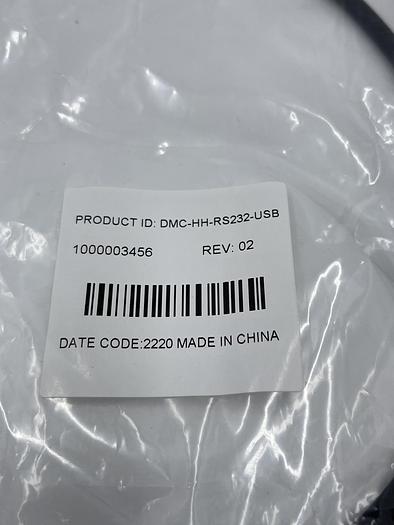 PRODUCT ID: DMC-HH-RS232-USB
1000003456 REV: 02
DATE CODE:2220 MADE IN CHINA